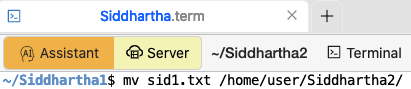 Siddhartha.term
Assistant Server ~/Siddhartha2 Terminal
~/Siddhartha1$ mv sid1.txt /home/user/Siddhartha2/